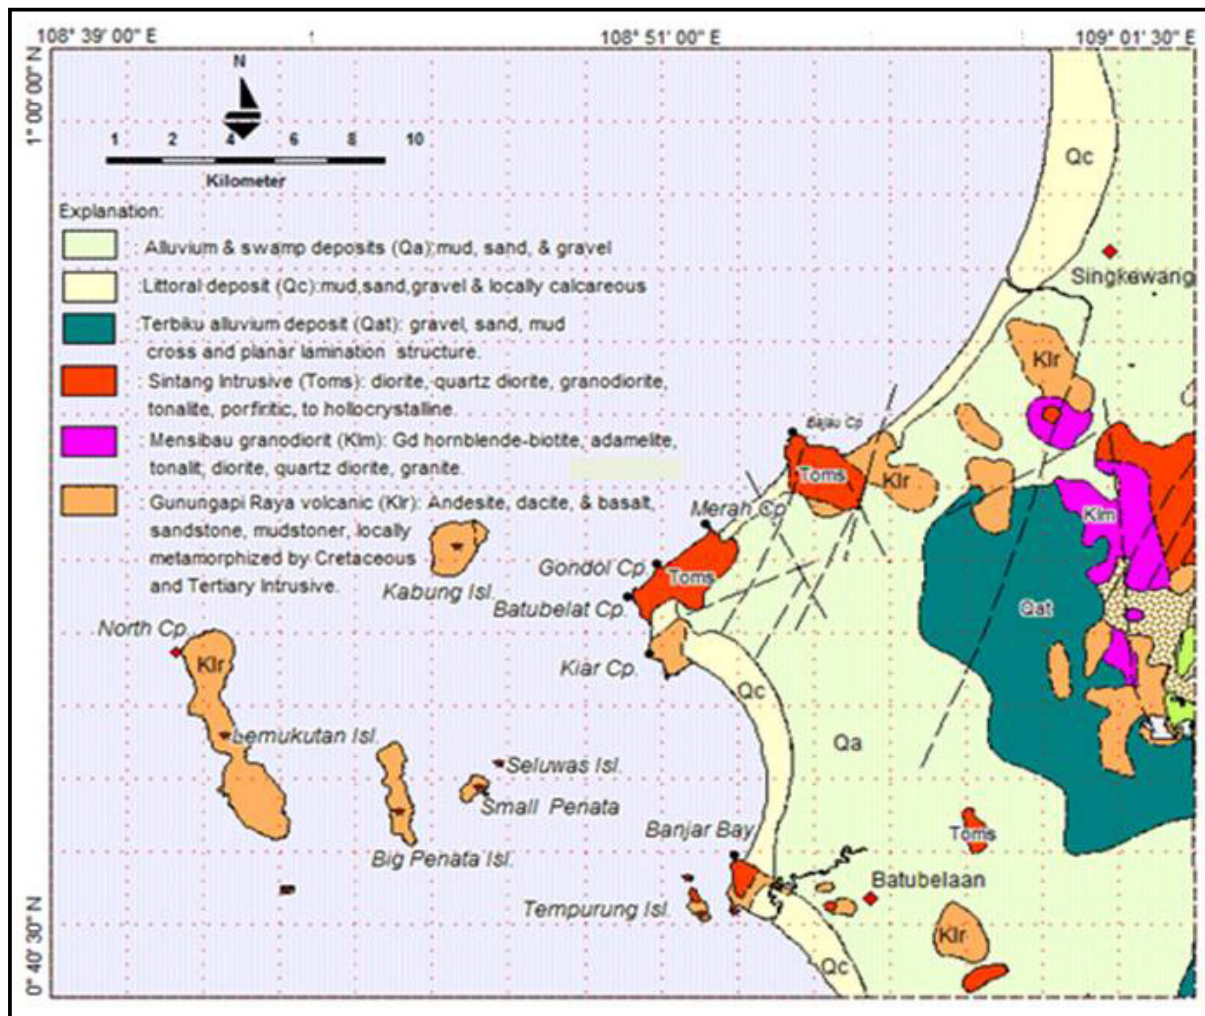 108° 39' 00" E
108° 51' 00" E
109° 01' 30" E
1° 00' 00" N
N
1 2 4 6 8 10
Kilometer
Explanation:
: Alluvium & swamp deposits (Qa):mud, sand, & gravel
:Littoral deposit (Qc):mud,sand,gravel & locally calcareous
:Terbiku alluvium deposit (Qat): gravel, sand, mud
cross and planar lamination structure.
: Sintang Intrusive (Toms): diorite, quartz diorite, granodiorite,
tonalite, porfiritic, to hollocrystalline.
: Mensibau granodiorit (Klm): Gd hornblende-biotite, adamelite,
tonalit, diorite, quartz diorite, granite.
: Gunungapi Raya volcanic (Klr): Andesite, dacite, & basalt,
sandstone, mudstoner, locally
metamorphized by Cretaceous
and Tertiary Intrusive.
Qc
Singkewang
Klr
Bajau Cp
Toms
Klr
Merah Cp
Klm
Kabung Isl.
Gondol Cp.
Toms
Batubelat Cp.
Qat
North Cp.
Klr
Kiar Cp.
Qc
Lemukutan Isl.
Qa
Seluwas Isl.
Small Penata
Banjar Bay
Toms
Big Penata Isl.
Batubelaan
Tempurung Isl.
Klr
Qc
0° 40' 30" N